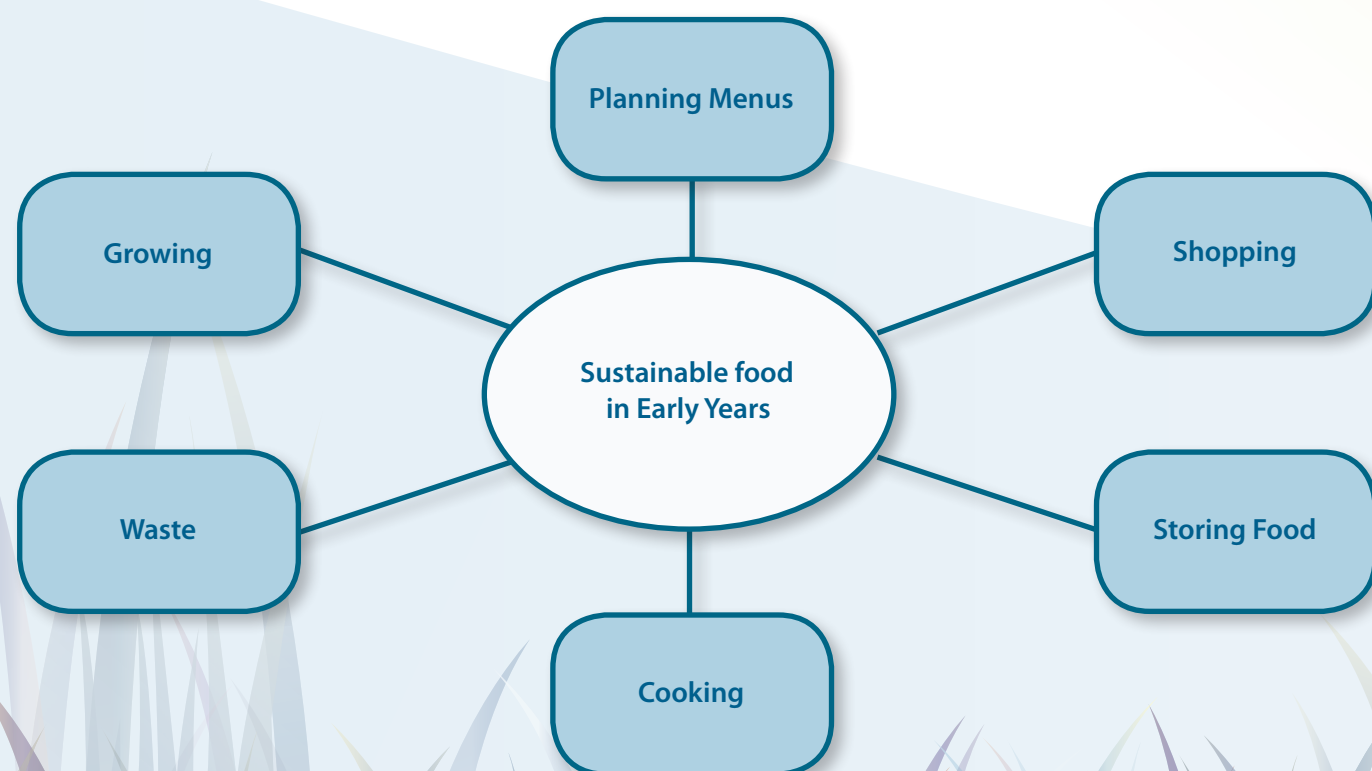 Planning Menus
Growing
Shopping
Sustainable food
in Early Years
Waste
Storing Food
Cooking